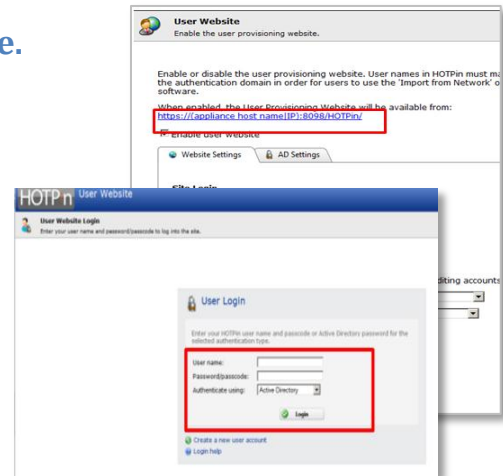 e.
User Website
Enable the user provisioning website.
Enable or disable the user provisioning website. User names in HOTPin must ma
the authentication domain in order for users to use the 'Import from Network' o
software.
When enabled, the User Provisioning Website will be available from:
https://(appliance host name|IP):8098/HOTPin/
Enable user website
Website Settings
AD Settings
Site Login
diting accounts
HOTPin User Website
User Website Login
Enter your user name and password/passcode to log into the site.
User Login
Enter your HOTPin user name and passcode or Active Directory password for the
selected authentication type.
User name:
Password/passcode:
Authenticate using:
Active Directory
Login
Create a new user account
Login help